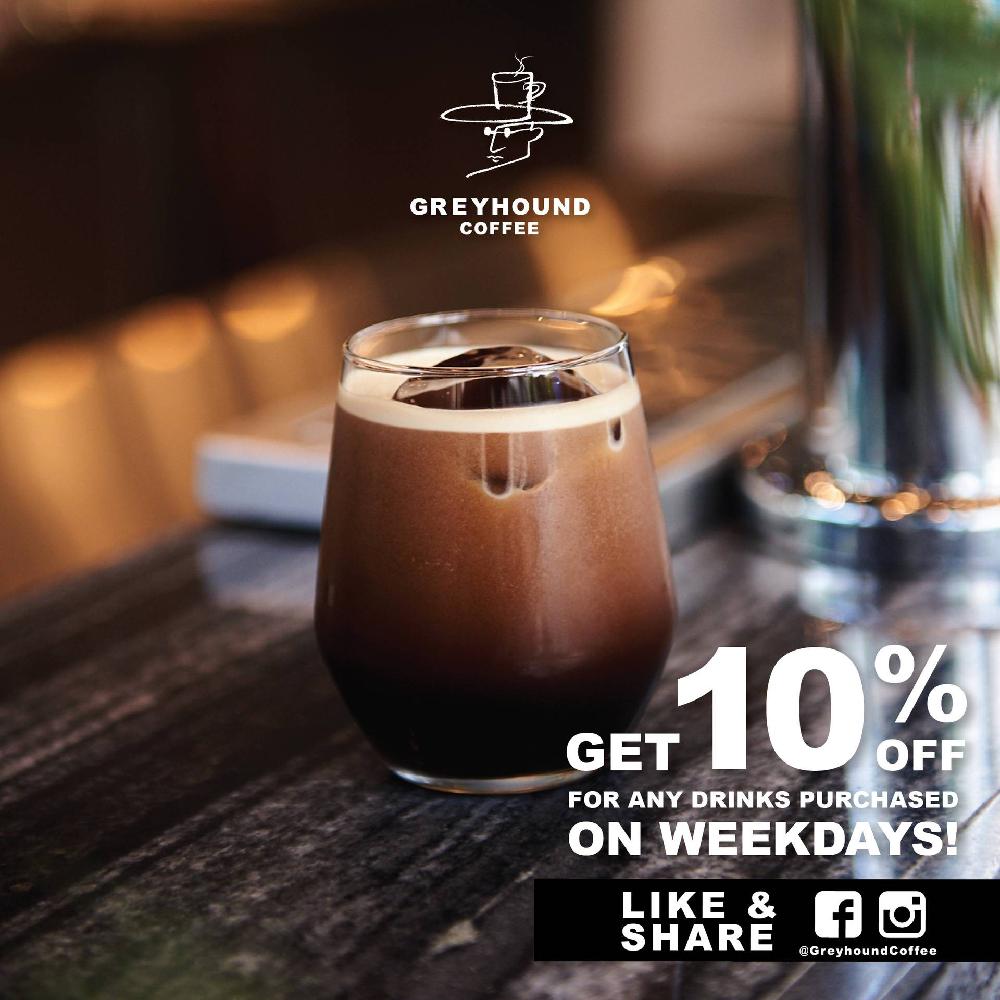 GREYHOUND
COFFEE
GET 10% OFF
FOR ANY DRINKS PURCHASED
ON WEEKDAYS!
LIKE &
SHARE
@GreyhoundCoffee